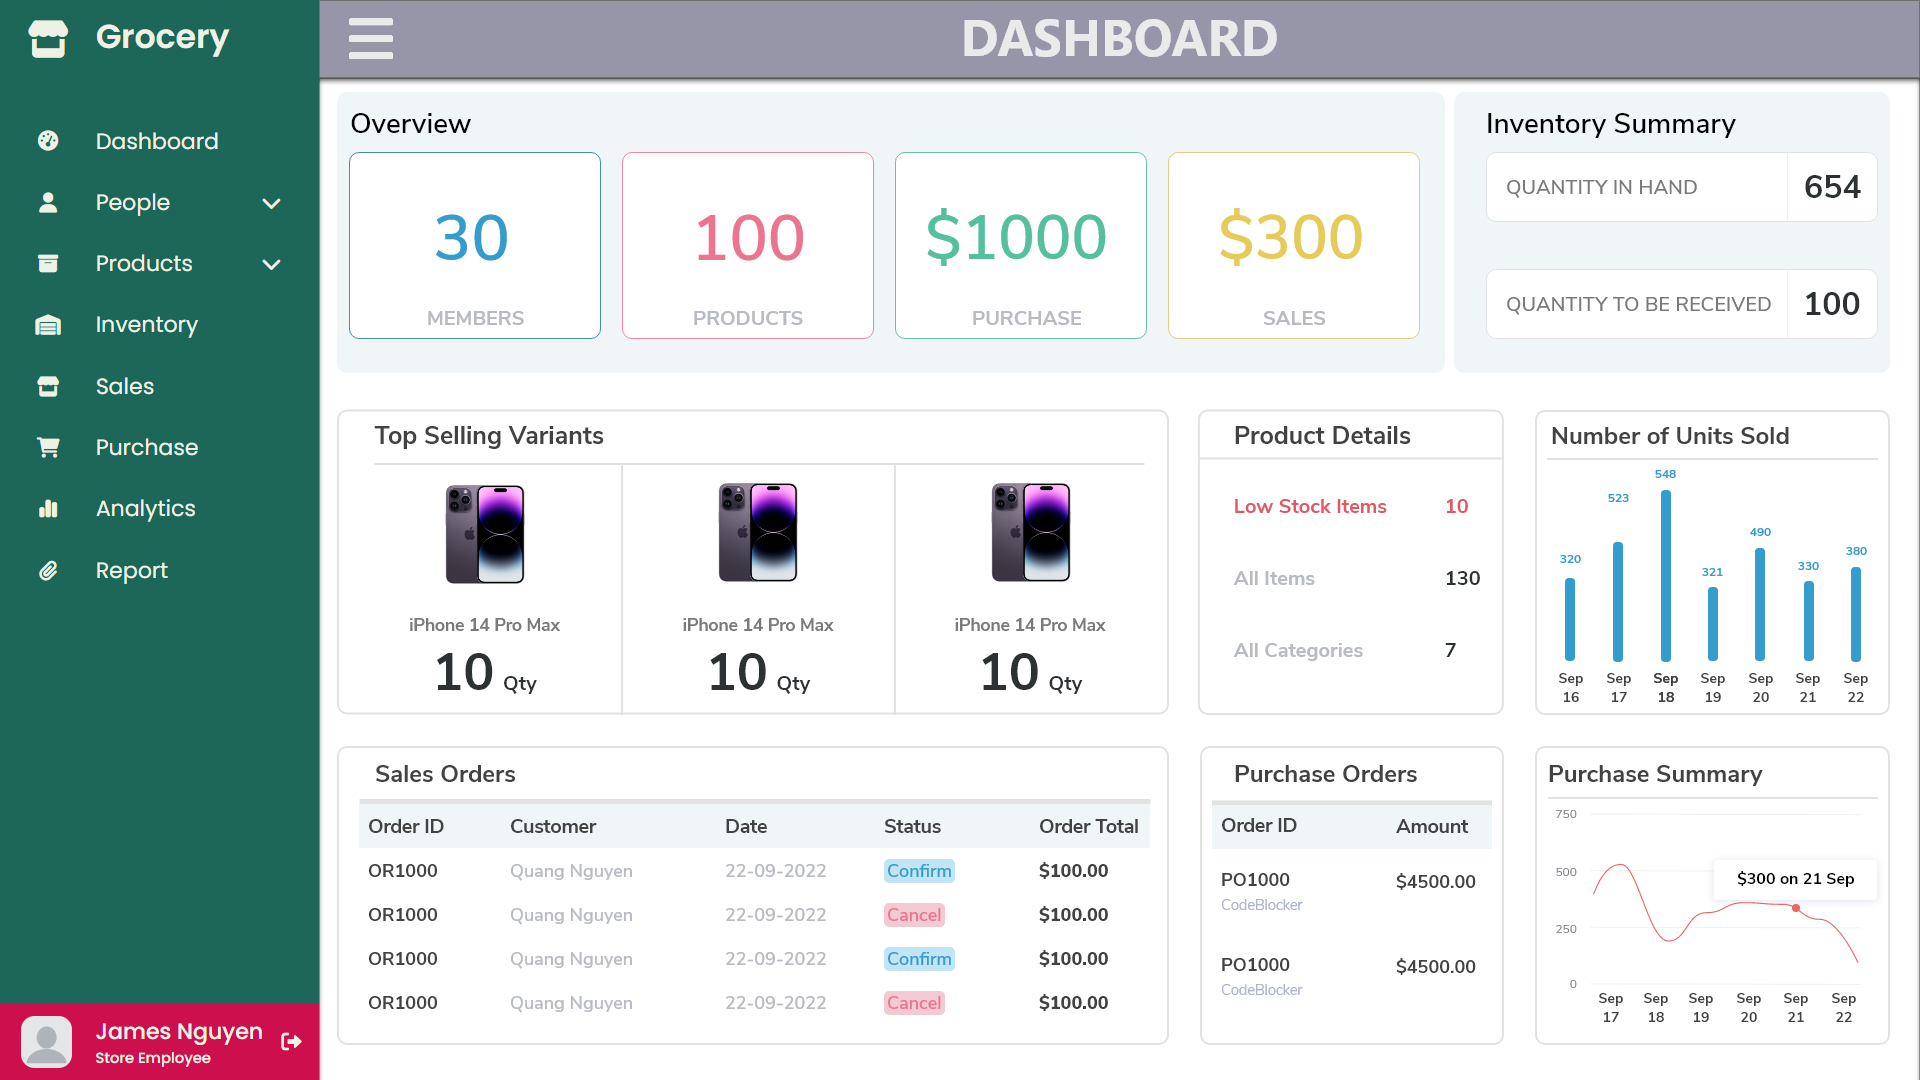 Grocery
DASHBOARD
Dashboard
People
Products
Inventory
Sales
Purchase
Analytics
Report
James Nguyen
Store Employee
Overview
30
MEMBERS
100
PRODUCTS
$1000
PURCHASE
$300
SALES
Inventory Summary
QUANTITY IN HAND 654
QUANTITY TO BE RECEIVED 100
Top Selling Variants
iPhone 14 Pro Max
10 Qty
iPhone 14 Pro Max
10 Qty
iPhone 14 Pro Max
10 Qty
Product Details
Low Stock Items 10
All Items 130
All Categories 7
Number of Units Sold
320 523 548 321 490 330 380
Sep Sep Sep Sep Sep Sep Sep
16 17 18 19 20 21 22
Sales Orders
Order ID Customer Date Status Order Total
OR1000 Quang Nguyen 22-09-2022 Confirm $100.00
OR1000 Quang Nguyen 22-09-2022 Cancel $100.00
OR1000 Quang Nguyen 22-09-2022 Confirm $100.00
OR1000 Quang Nguyen 22-09-2022 Cancel $100.00
Purchase Orders
Order ID Amount
PO1000 $4500.00
CodeBlocker
PO1000 $4500.00
CodeBlocker
Purchase Summary
750
500
250
0
$300 on 21 Sep
Sep Sep Sep Sep Sep Sep
17 18 19 20 21 22